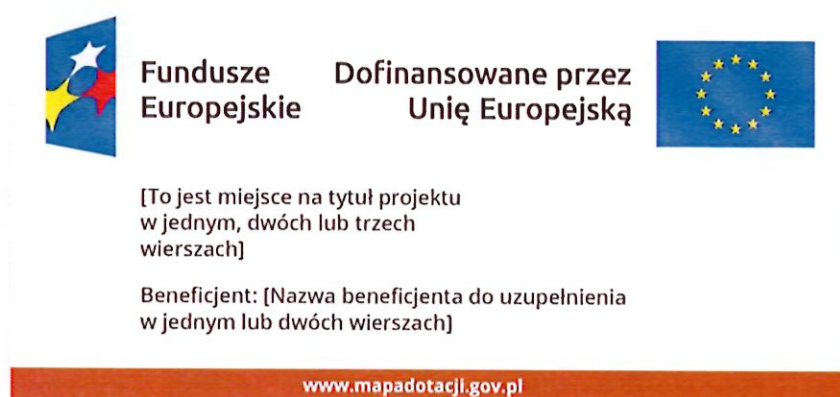 Fundusze
Europejskie
Dofinansowane przez
Unię Europejską
[To jest miejsce na tytuł projektu
w jednym, dwóch lub trzech
wierszach]
Beneficjent: [Nazwa beneficjenta do uzupełnienia
w jednym lub dwóch wierszach]
www.mapadotacji.gov.pl